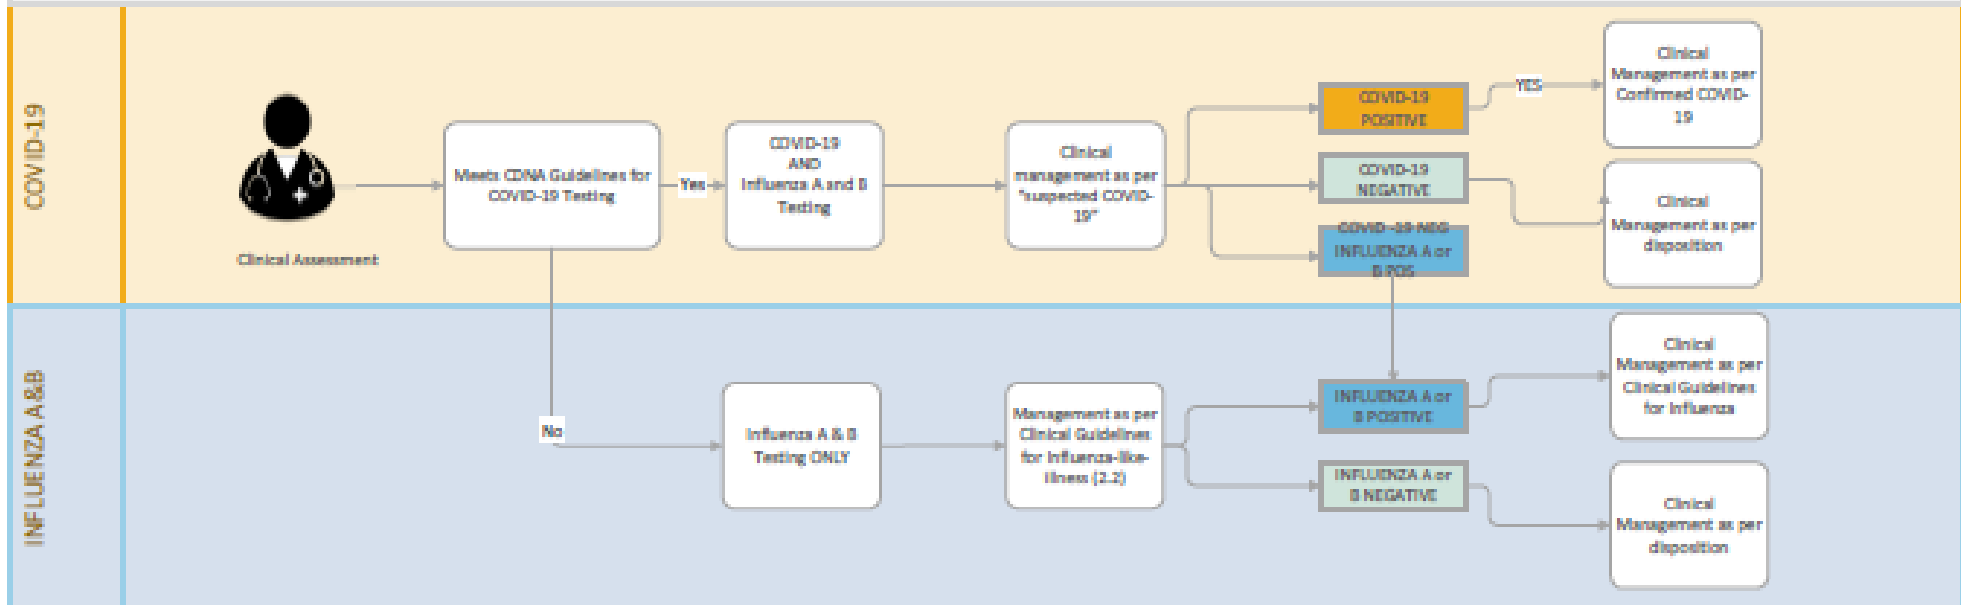 COVID-19
Clinical Assessment
Meets CDNA Guidelines for
COVID-19 Testing
Yes
COVID-19
AND
Influenza A and B
Testing
Clinical
management as per
"suspected COVID-
19"
COVID-19
POSITIVE
YES
Clinical
Management as per
Confirmed COVID-
19
COVID-19
NEGATIVE
Clinical
Management as per
disposition
COVID -19 NEG
INFLUENZA A or
B POS
INFLUENZA A&B
No
Influenza A & B
Testing ONLY
Management as per
Clinical Guidelines
for Influenza-like-
illness (2.2)
INFLUENZA A or
B POSITIVE
Clinical
Management as per
Clinical Guidelines
for Influenza
INFLUENZA A or
B NEGATIVE
Clinical
Management as per
disposition